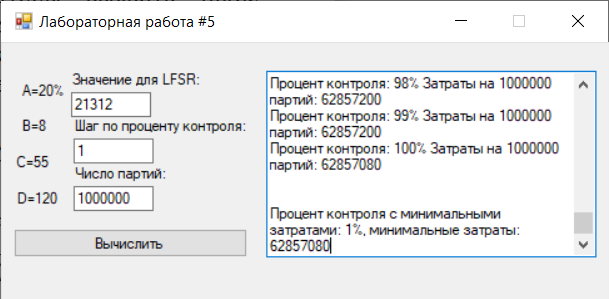 Лабораторная работа #5
A=20%
Значение для LFSR:
21312
B=8
Шаг по проценту контроля:
1
C=55
Число партий:
D=120
1000000
Вычислить
Процент контроля: 98% Затраты на 1000000
партий: 62857200
Процент контроля: 99% Затраты на 1000000
партий: 62857200
Процент контроля: 100% Затраты на 1000000
партий: 62857080
Процент контроля с минимальными
затратами: 1%, минимальные затраты:
62857080